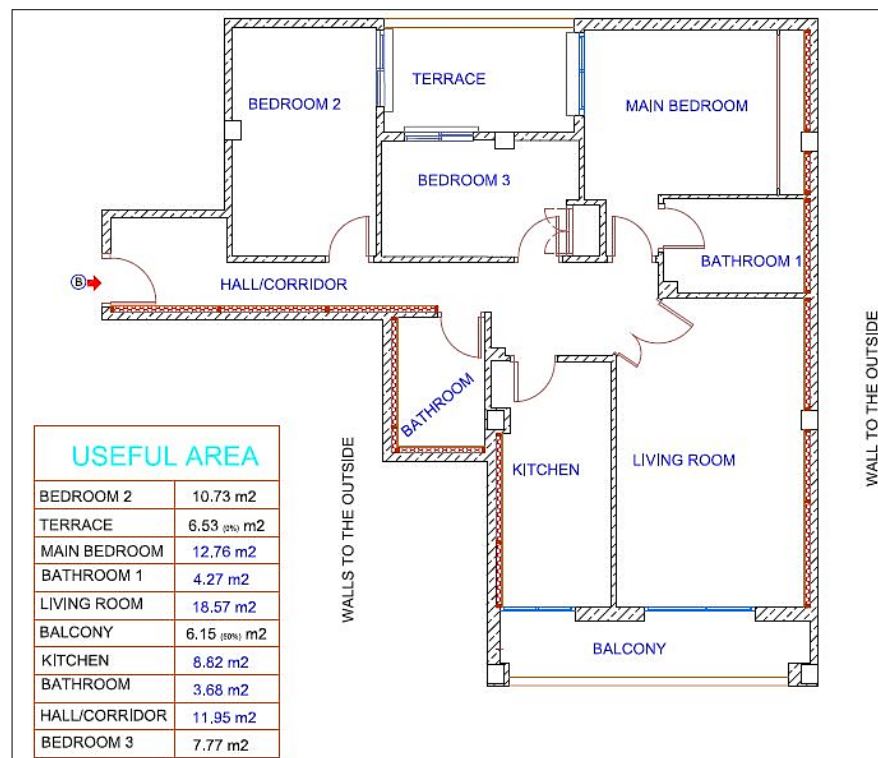 TERRACE
BEDROOM 2
MAIN BEDROOM
BEDROOM 3
BATHROOM 1
B
HALL/CORRIDOR
BATHROOM
KITCHEN
LIVING ROOM
BALCONY
WALLS TO THE OUTSIDE
WALL TO THE OUTSIDE
USEFUL AREA
BEDROOM 2 10.73 m2
TERRACE 6.53 (0%) m2
MAIN BEDROOM 12.76 m2
BATHROOM 1 4.27 m2
LIVING ROOM 18.57 m2
BALCONY 6.15 (50%) m2
KITCHEN 8.82 m2
BATHROOM 3.68 m2
HALL/CORRIDOR 11.95 m2
BEDROOM 3 7.77 m2